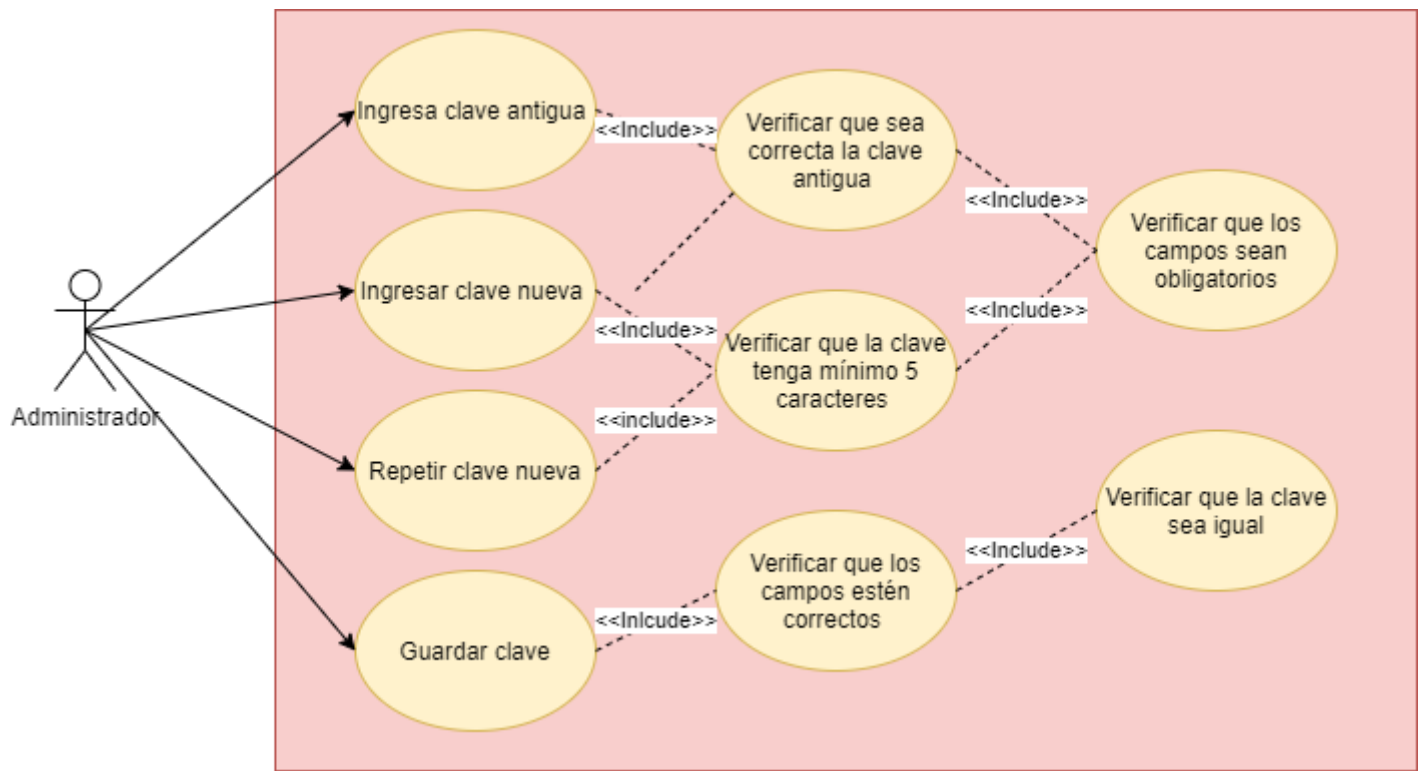 Ingresa clave antigua
<<Include>>
Verificar que sea
correcta la clave
antigua
<<Include>>
Verificar que los
campos sean
obligatorios
Ingresar clave nueva
<<Include>>
Verificar que la clave
tenga mínimo 5
caracteres
<<Include>>
Administrador
<<include>>
Repetir clave nueva
Verificar que la clave
sea igual
<<Include>>
Verificar que los
campos estén
correctos
<<Inlcude>>
Guardar clave